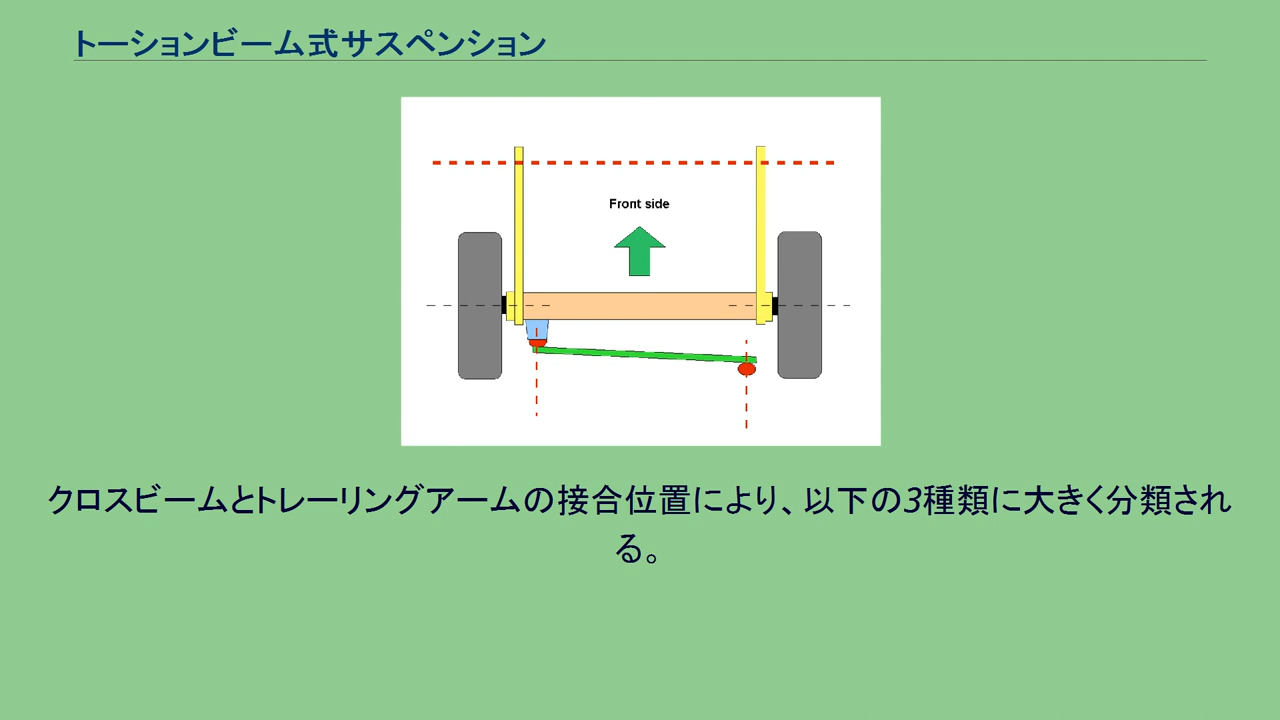 トーションビーム式サスペンション
Front side
クロスビームとトレーリングアームの接合位置により、以下の3種類に大きく分類され
る。